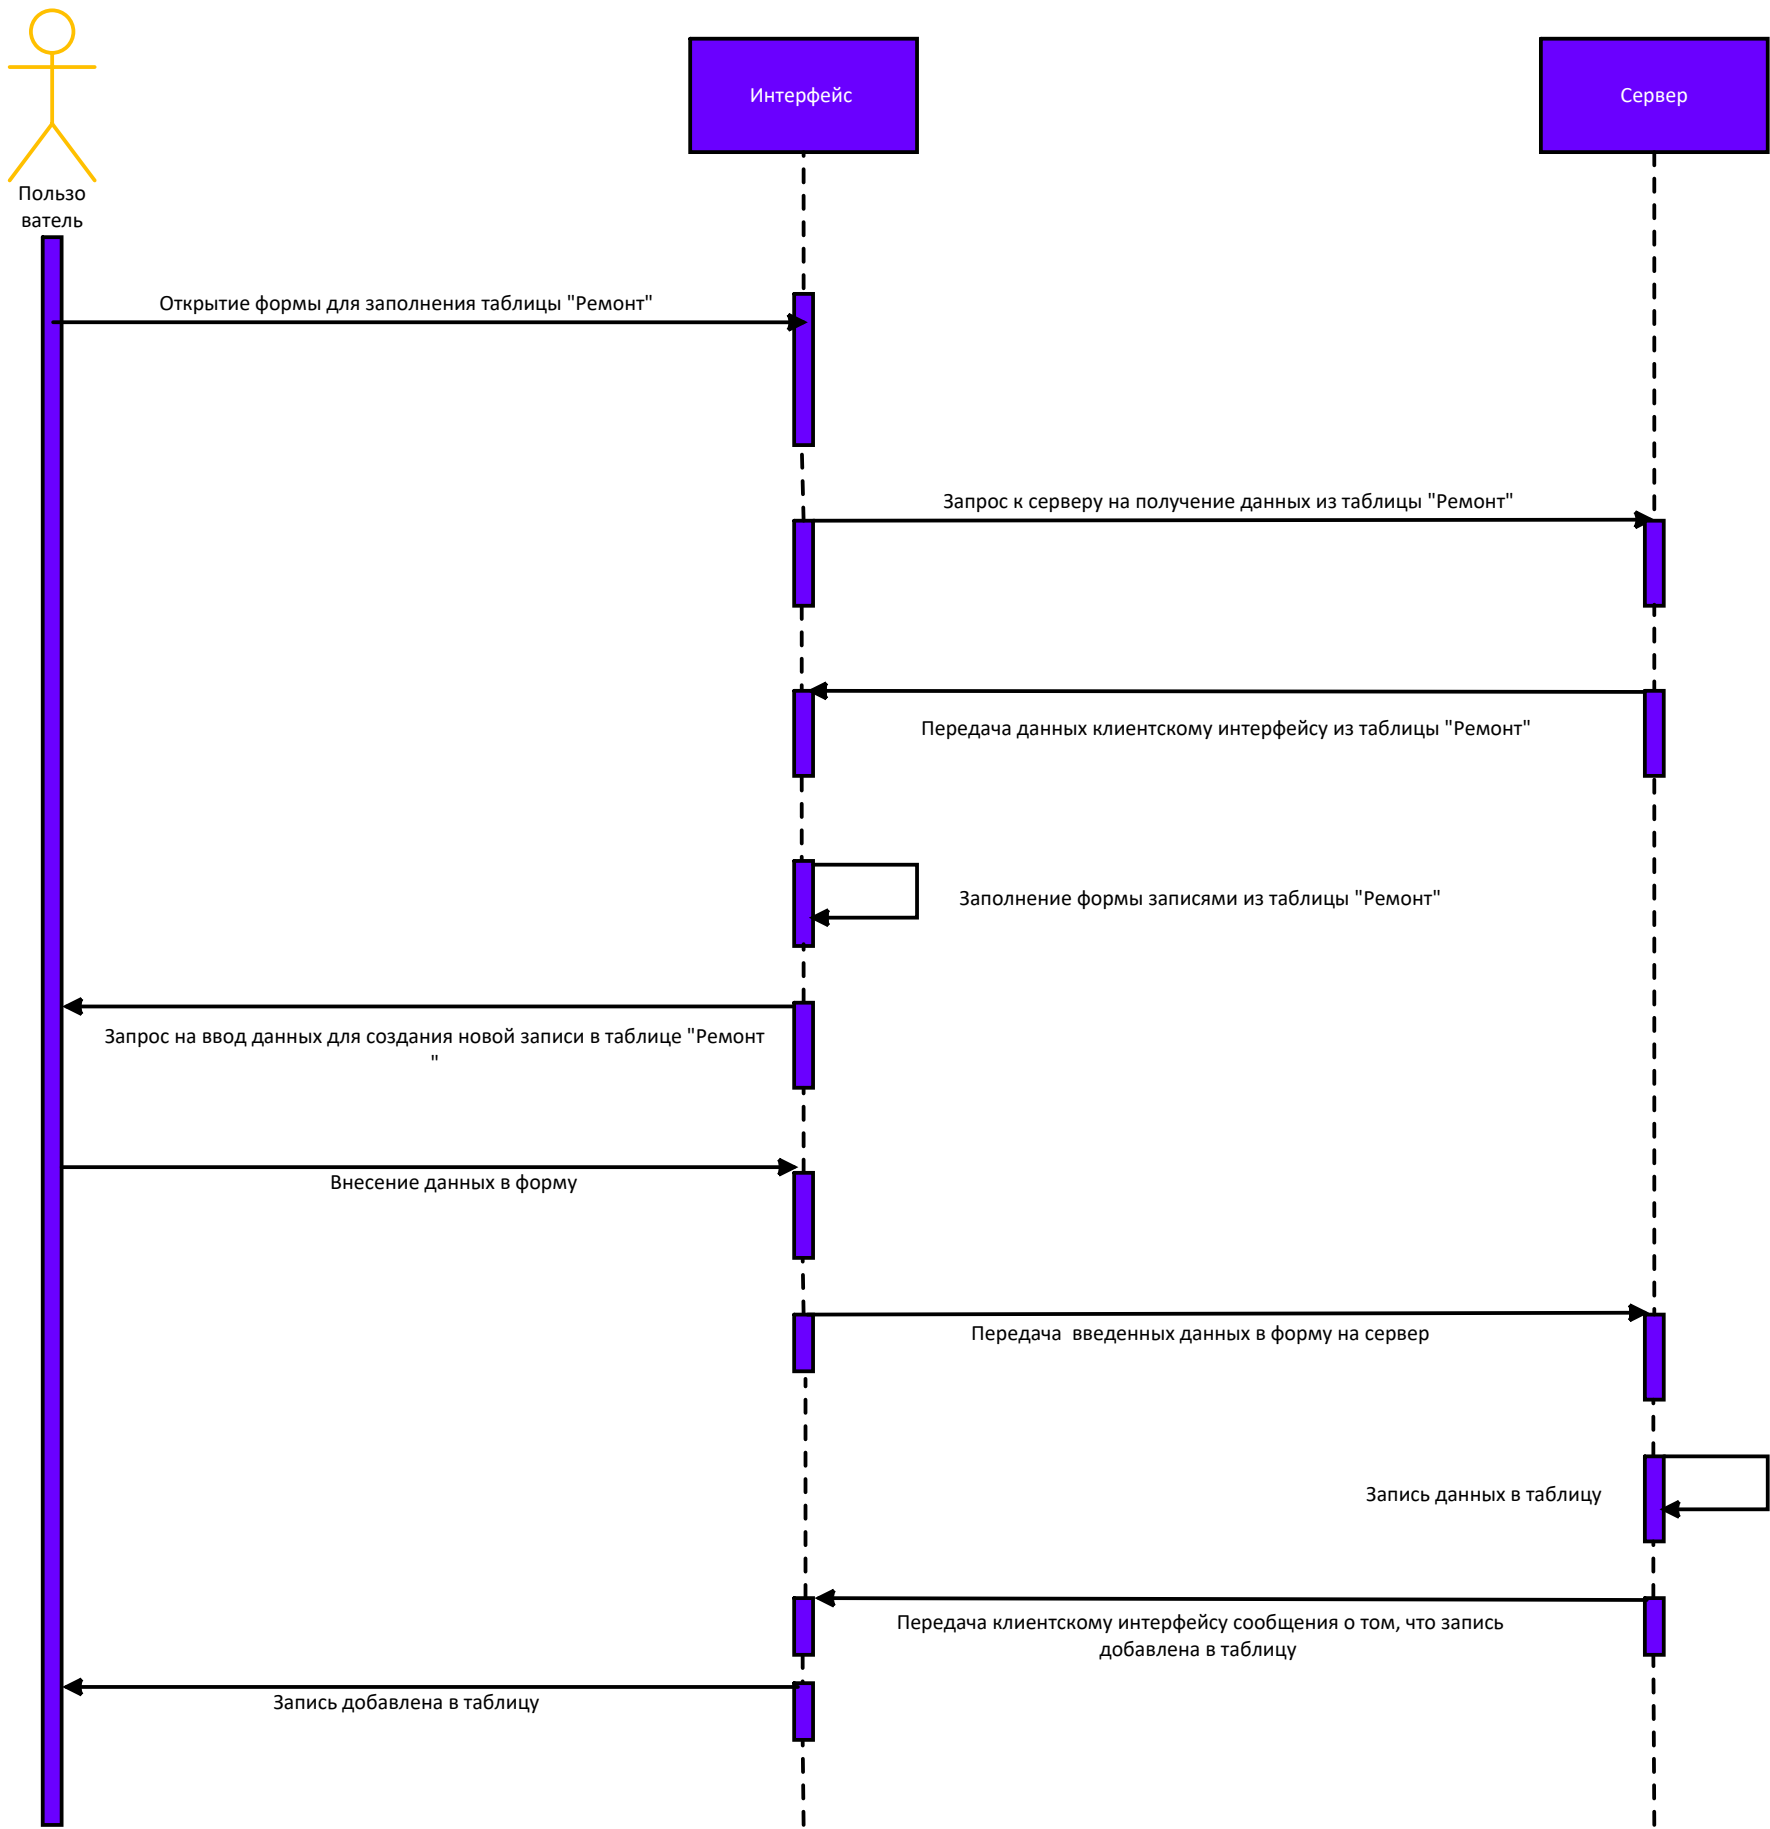 Интерфейс
Сервер
Пользо
ватель
Открытие формы для заполнения таблицы "Ремонт"
Запрос к серверу на получение данных из таблицы "Ремонт"
Передача данных клиентскому интерфейсу из таблицы "Ремонт"
Заполнение формы записями из таблицы "Ремонт"
Запрос на ввод данных для создания новой записи в таблице "Ремонт
"
Внесение данных в форму
Передача  введенных данных в форму на сервер
Запись данных в таблицу
Передача клиентскому интерфейсу сообщения о том, что запись
добавлена в таблицу
Запись добавлена в таблицу